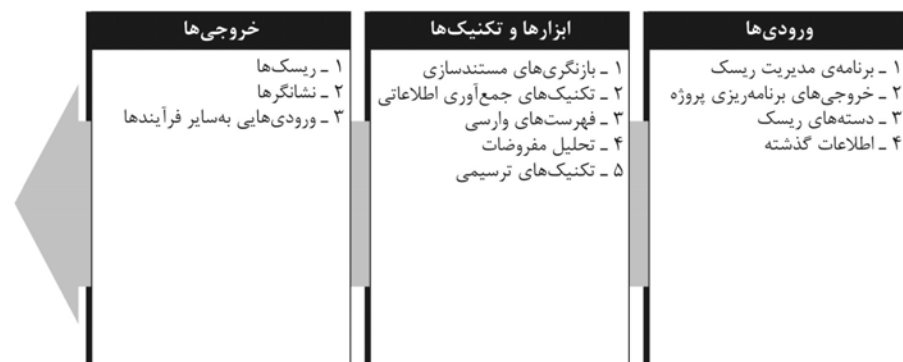 ورودی‌ها
۱ ـ برنامه‌ی مدیریت ریسک
۲ ـ خروجی‌های برنامه‌ریزی پروژه
۳ ـ دسته‌های ریسک
۴ ـ اطلاعات گذشته
ابزارها و تکنیک‌ها
۱ ـ بازنگری‌های مستندسازی
۲ ـ تکنیک‌های جمع‌آوری اطلاعاتی
۳ ـ فهرست‌های وارسی
۴ ـ تحلیل مفروضات
۵ ـ تکنیک‌های ترسیمی
خروجی‌ها
۱ ـ ریسک‌ها
۲ ـ نشانگرها
۳ ـ ورودی‌هایی به‌سایر فرآیندها